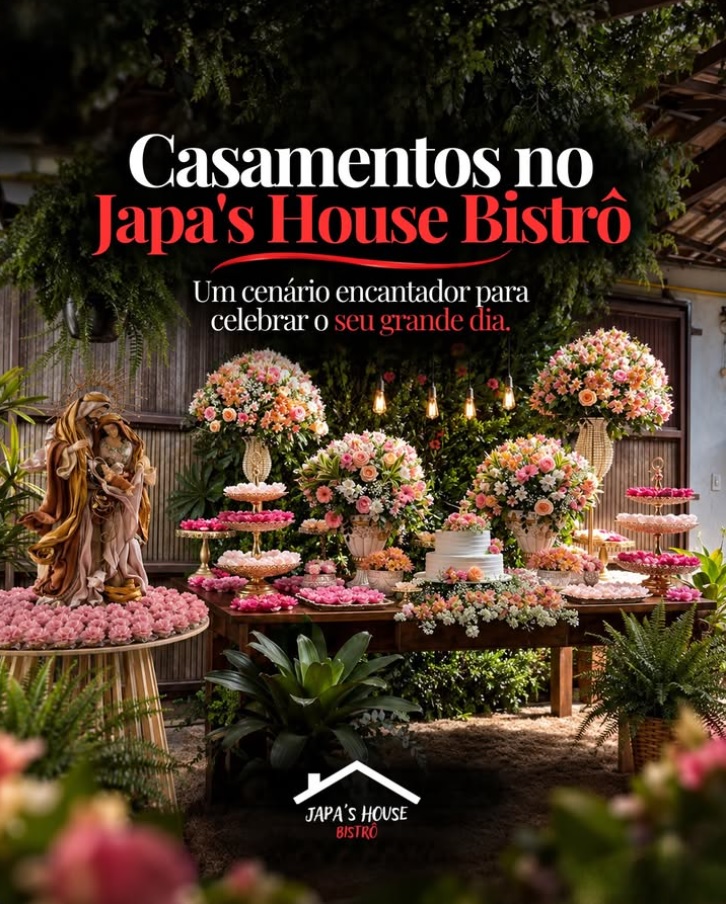 Casamentos no
Japa's House Bistrô
Um cenário encantador para
celebrar o seu grande dia.
JAPA'S HOUSE
BISTRÔ